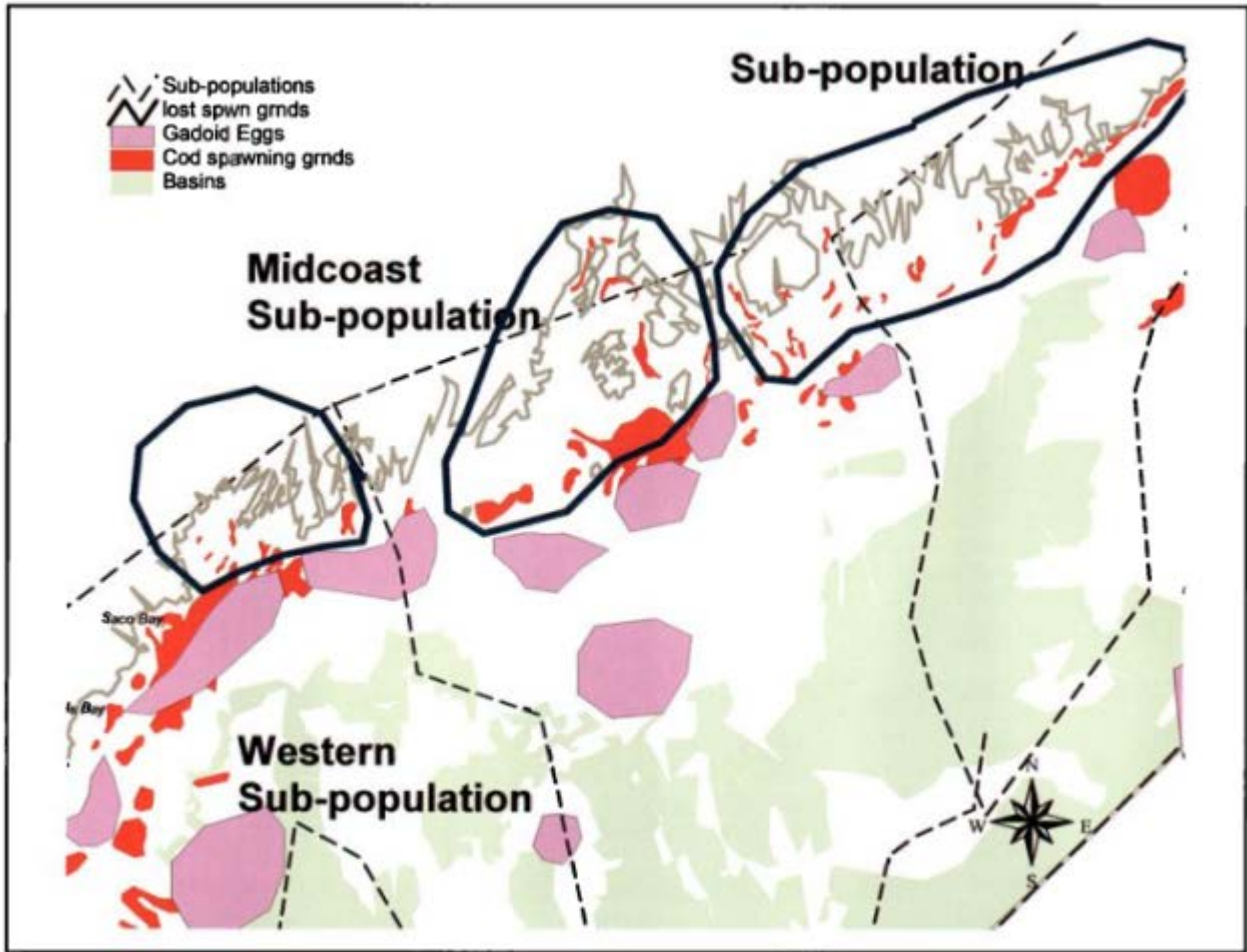 Sub-population
Sub-populations
lost spwn grnds
Gadoid Eggs
Cod spawning grnds
Basins
Midcoast
Sub-population
Saco Bay
Bay
Western
Sub-population
N
W
E
S